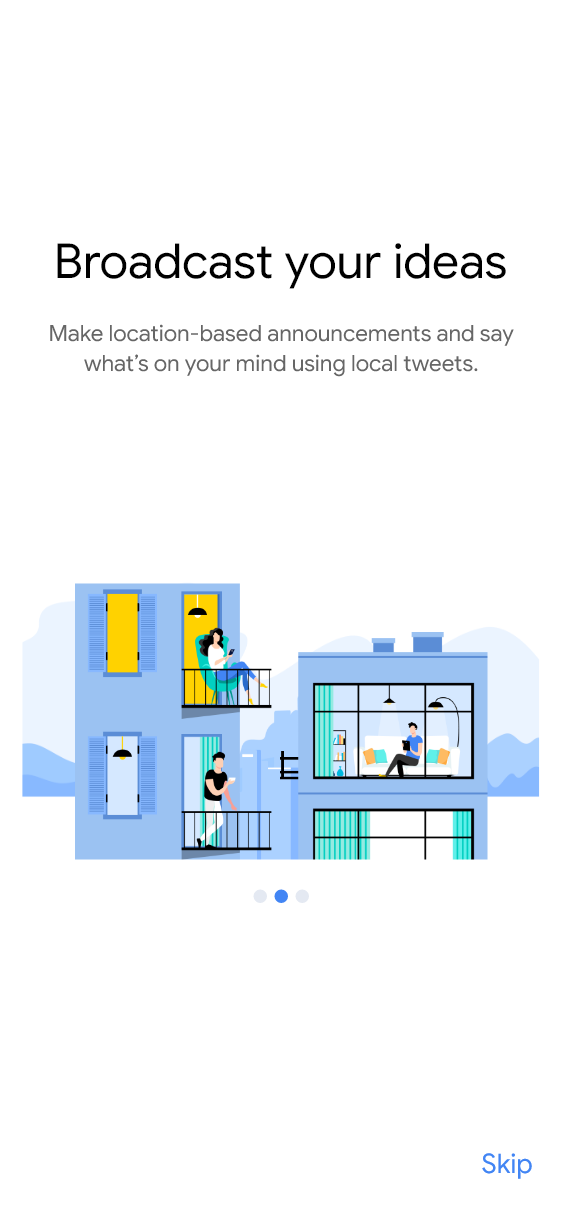 Broadcast your ideas
Make location-based announcements and say
what’s on your mind using local tweets.
Skip